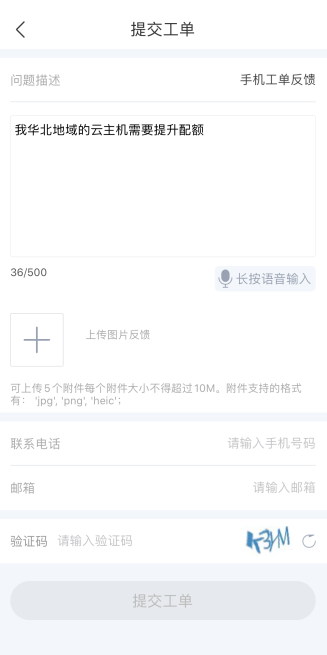 提交工单
问题描述
手机工单反馈
我华北地域的云主机需要提升配额
36/500
长按语音输入
上传图片反馈
可上传5个附件每个附件大小不得超过10M。附件支持的格式
有： 'jpg', 'png', 'heic'；
联系电话
请输入手机号码
邮箱
请输入邮箱
验证码
请输入验证码
提交工单